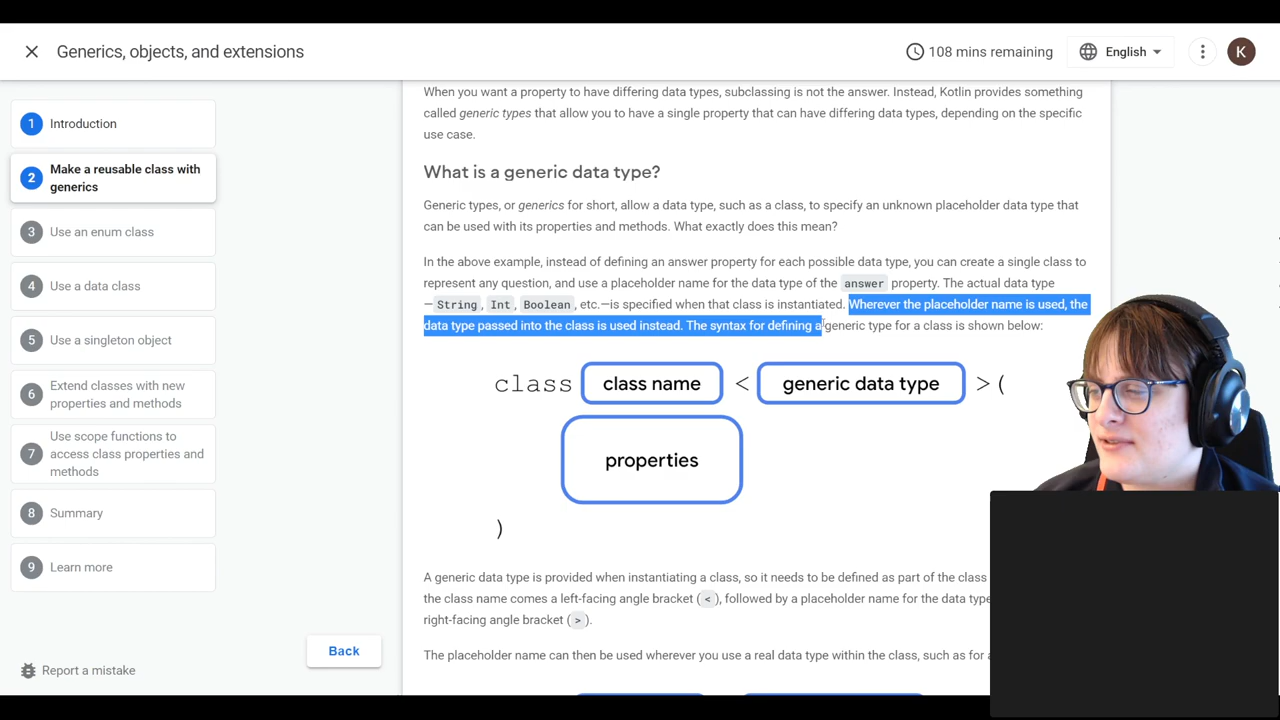 Generics, objects, and extensions
108 mins remaining
English
K
1 Introduction
2 Make a reusable class with
generics
3 Use an enum class
4 Use a data class
5 Use a singleton object
6 Extend classes with new
properties and methods
7 Use scope functions to
access class properties and
methods
8 Summary
9 Learn more
Back
Report a mistake
When you want a property to have differing data types, subclassing is not the answer. Instead, Kotlin provides something
called generic types that allow you to have a single property that can have differing data types, depending on the specific
use case.
What is a generic data type?
Generic types, or generics for short, allow a data type, such as a class, to specify an unknown placeholder data type that
can be used with its properties and methods. What exactly does this mean?
In the above example, instead of defining an answer property for each possible data type, you can create a single class to
represent any question, and use a placeholder name for the data type of the answer property. The actual data type
—String, Int, Boolean, etc.—is specified when that class is instantiated. Wherever the placeholder name is used, the
data type passed into the class is used instead. The syntax for defining a generic type for a class is shown below:
class class name < generic data type >(
properties
)
A generic data type is provided when instantiating a class, so it needs to be defined as part of the class
the class name comes a left-facing angle bracket (<), followed by a placeholder name for the data type
right-facing angle bracket (>).
The placeholder name can then be used wherever you use a real data type within the class, such as for a